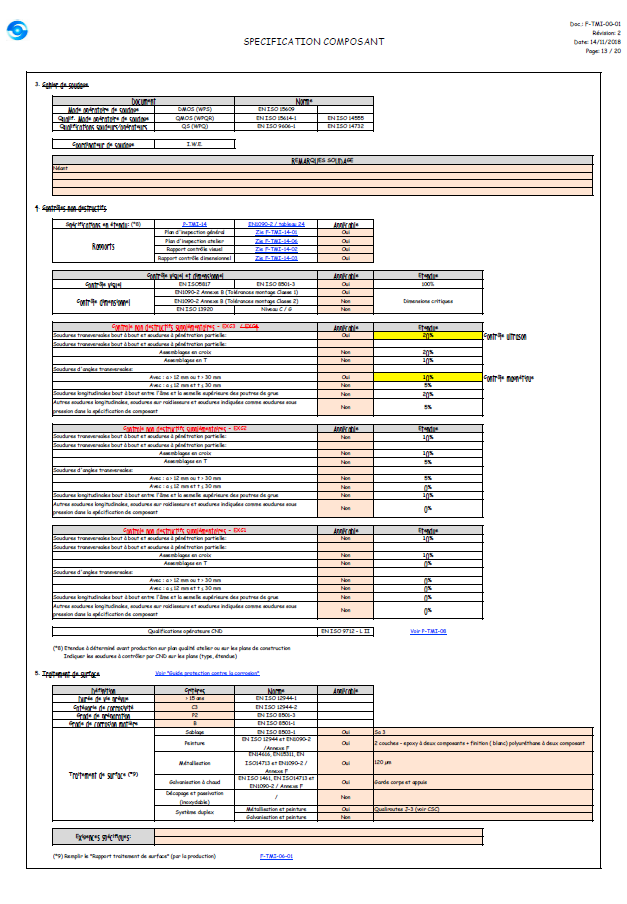 Doc.: F-TMI-00-01
Révision: 2
Date: 14/11/2018
Page: 13 / 20
SPECIFICATION COMPOSANT
3. Cahier de soudage
Document Norme
Mode opératoire de soudage DMOS (WPS) EN ISO 15609
Qualif. Mode opératoire de soudage QMOS (WPQR) EN ISO 15614-1 EN ISO 14555
Qualifications soudeurs/opérateurs QS (WPQ) EN ISO 9606-1 EN ISO 14732
Coordinateur de soudage I.W.E.
REMARQUES SOUDAGE
Néant
4. Contrôles non destructifs
Spécifications en étendue (*8) F-TMI-14 EN1090-2 / tableau 24 Applicable
Rapports
Plan d'inspection général Zie F-TMI-14-01 Oui
Plan d'inspection atelier Zie F-TMI-14-06 Oui
Rapport contrôle visuel Zie F-TMI-14-02 Oui
Rapport contrôle dimensionnel Zie F-TMI-14-03 Oui
Contrôle visuel et dimensionnel Applicable Etendue
Contrôle visuel EN ISO5817 EN ISO 8501-3 Oui 100%
Contrôle dimensionnel
EN1090-2 Annexe B (Tolérances montage Classe 1) Oui
EN1090-2 Annexe B (Tolérances montage Classe 2) Non Dimensions critiques
EN ISO 13920 Niveau C / G Non
Controle non destructifs supplémentaires - EXC3 / EXC4 Applicable Etendue
Soudures transversales bout à bout et soudures à pénétration partielle: Oui 20% Contrôle ultrason
Soudures transversales bout à bout et soudures à pénétration partielle:
Assemblages en croix Non 20%
Assemblages en T Non 10%
Soudures d'angles transversales:
Avec : a > 12 mm ou t > 30 mm Oui 10% Contrôle magnétique
Avec : a ≤ 12 mm et t ≤ 30 mm Non 5%
Soudures longitudinales bout à bout entre l'âme et la semelle supérieure des poutres de grue Non 20%
Autres soudures longitudinales, soudures sur raidisseurs et soudures indiquées comme soudures sous
pression dans la spécification de composant Non 5%
Controle non destructifs supplémentaires - EXC2 Applicable Etendue
Soudures transversales bout à bout et soudures à pénétration partielle: Non 10%
Soudures transversales bout à bout et soudures à pénétration partielle:
Assemblages en croix Non 10%
Assemblages en T Non 5%
Soudures d'angles transversales:
Avec : a > 12 mm ou t > 30 mm Non 5%
Avec : a ≤ 12 mm et t ≤ 30 mm Non 0%
Soudures longitudinales bout à bout entre l'âme et la semelle supérieure des poutres de grue Non 10%
Autres soudures longitudinales, soudures sur raidisseurs et soudures indiquées comme soudures sous
pression dans la spécification de composant Non 0%
Controle non destructifs supplémentaires - EXC1 Applicable Etendue
Soudures transversales bout à bout et soudures à pénétration partielle: Non 10%
Soudures transversales bout à bout et soudures à pénétration partielle:
Assemblages en croix Non 10%
Assemblages en T Non 0%
Soudures d'angles transversales:
Avec : a > 12 mm ou t > 30 mm Non 0%
Avec : a ≤ 12 mm et t ≤ 30 mm Non 0%
Soudures longitudinales bout à bout entre l'âme et la semelle supérieure des poutres de grue Non 0%
Autres soudures longitudinales, soudures sur raidisseurs et soudures indiquées comme soudures sous
pression dans la spécification de composant Non 0%
Qualifications opérateurs CND EN ISO 9712 - L II Voir F-TMI-08
(*8) Etendue à déterminé avant production sur plan qualité atelier ou sur les plans de construction
Indiquer les soudures à contrôler par CND sur les plans (type, étendue)
5. Traitement de surface Voir "Guide protection contre la corrosion"
Définition Critères Norme Applicable
Durée de vie prévue > 15 ans EN ISO 12944-1
Catégorie de corrosivité C3 EN ISO 12944-2
Grade de préparation P2 EN ISO 8501-3
Grade de corrosion matière B EN ISO 8501-1
Traitement de surface (*9)
Sablage EN ISO 8503-1 Oui Sa 3
Peinture EN ISO 12944 et EN1090-2 /Annexe F Oui 2 couches - epoxy à deux composants + finition ( blanc) polyuréthane à deux composant
Métallisation EN14616, EN15311, EN ISO14713 et EN1090-2 / Annexe F Oui 120 µm
Galvanisation à chaud EN ISO 1461, EN ISO14713 et EN1090-2 / Annexe F Oui Garde corps et appuis
Décapage et passivation (inoxydable) / Non
Système duplex Métallisation et peinture Oui Qualiroutes 2-3 (voir CSC)
Galvanisation et peinture Non
Exigences spécifiques:
(*9) Remplir le "Rapport traitement de surface" (par la production) F-TMI-06-01